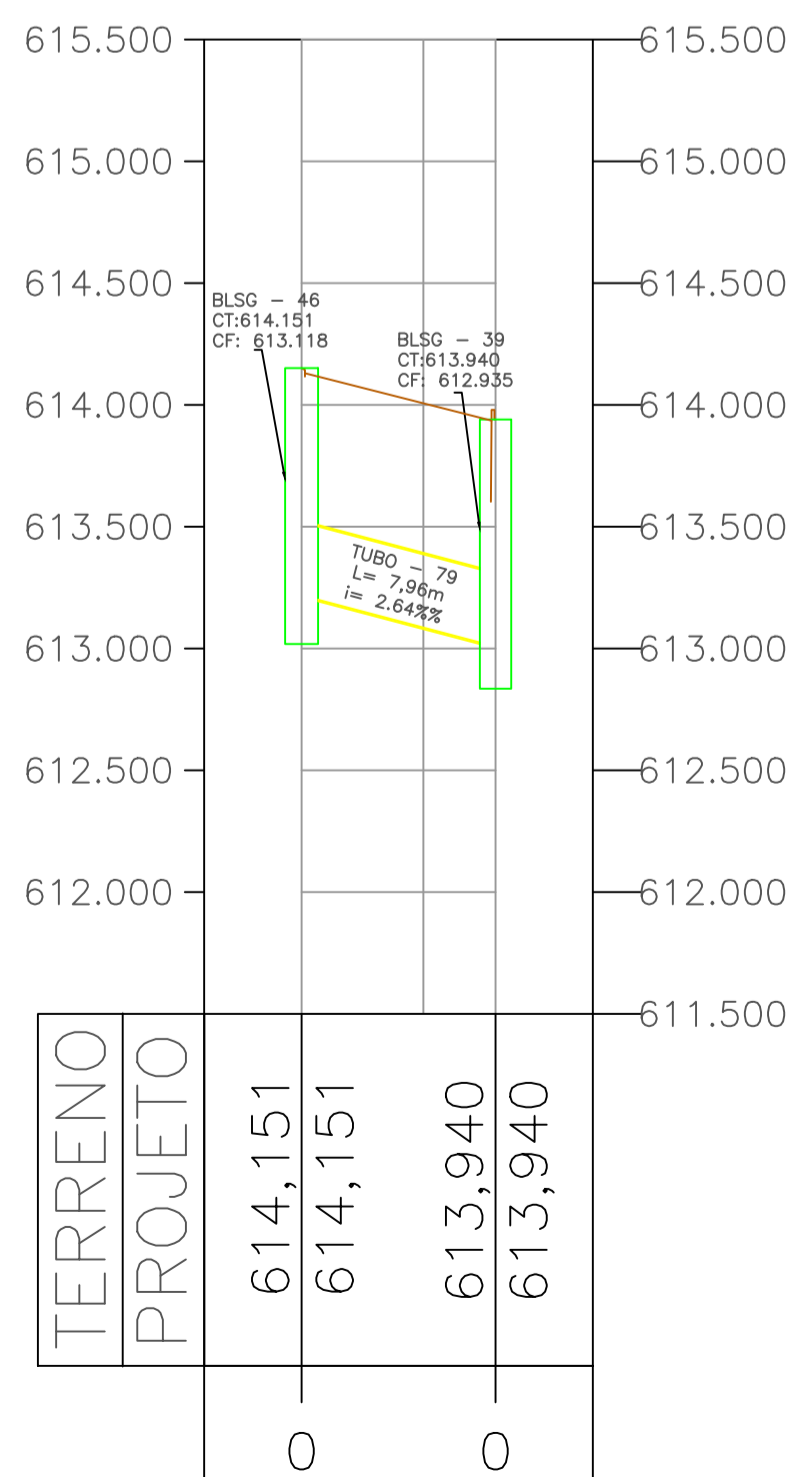 615.500 615.500
615.000 615.000
614.500 614.500
BLSG - 46
CT:614.151
CF: 613.118
BLSG - 39
CT:613.940
CF: 612.935
614.000 614.000
613.500 613.500
TUBO - 79
L= 7,96m
i= 2.64%%
613.000 613.000
612.500 612.500
612.000 612.000
611.500
TERRENO
PROJETO
614,151
614,151
613,940
613,940
0 0